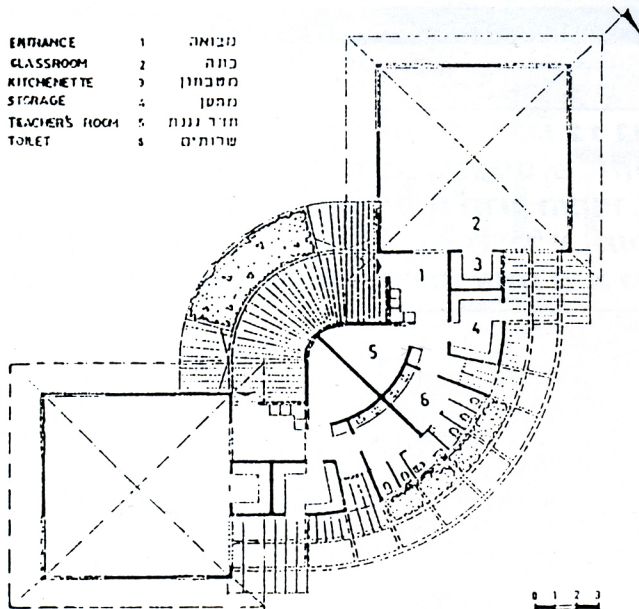 ENTRANCE 1 מבואה
CLASSROOM 2 כתה
KITCHENETTE 3 מטבחון
STORAGE 4 מחסן
TEACHER'S ROOM 5 חדר גננת
TOILET 6 שרותים
2
1
3
4
5
6
0 1 2 3